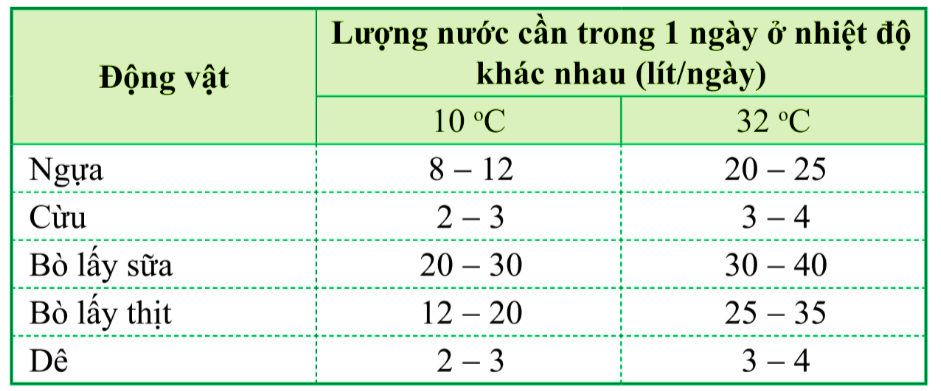 Động vật
Lượng nước cần trong 1 ngày ở nhiệt độ
khác nhau (lít/ngày)
10 °C 32 °C
Ngựa 8 – 12 20 – 25
Cừu 2 – 3 3 – 4
Bò lấy sữa 20 – 30 30 – 40
Bò lấy thịt 12 – 20 25 – 35
Dê 2 – 3 3 – 4